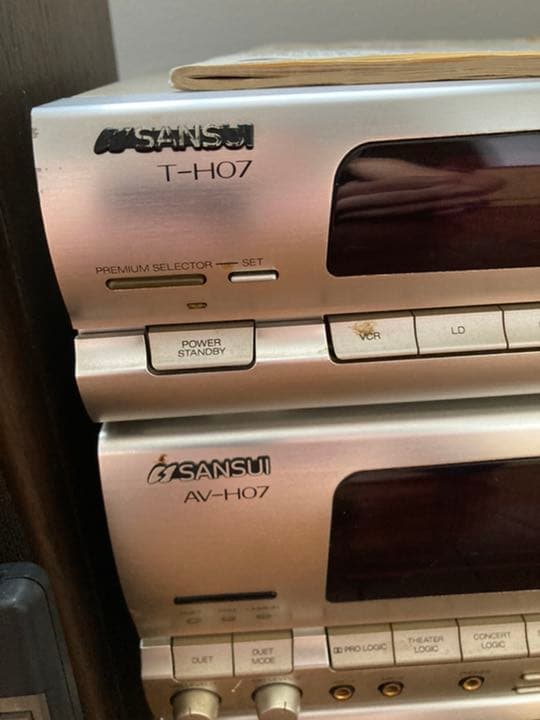 SANSUI
T-H07
PREMIUM SELECTOR
SET
POWER
STANDBY
VCR
LD
SANSUI
AV-H07
DUET
DUET
MODE
PRO LOGIC
THEATER
LOGIC
CONCERT
LOGIC